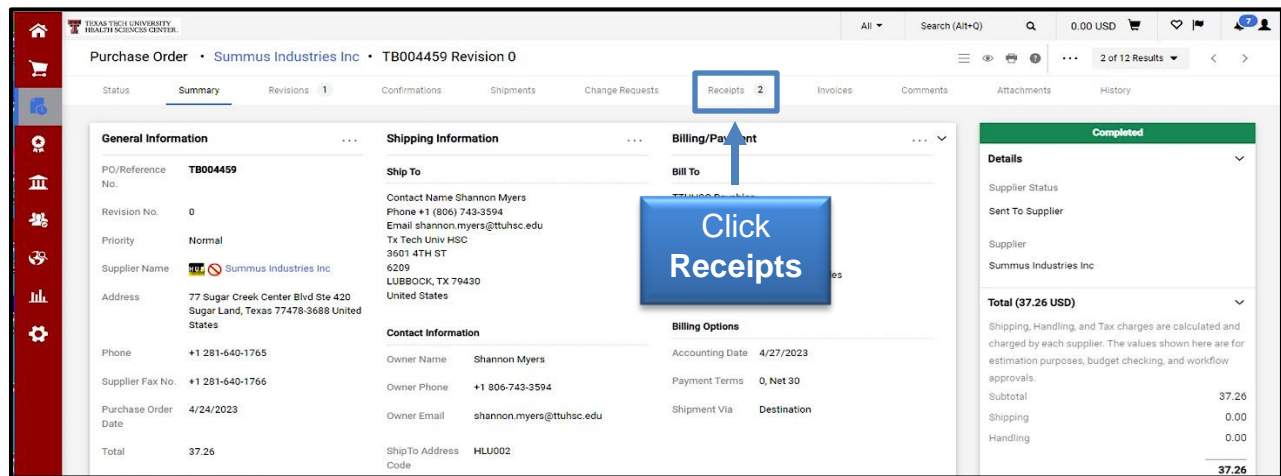 TEXAS TECH UNIVERSITY
HEALTH SCIENCES CENTER.
All
Search (Alt+Q)
0.00 USD
Purchase Order • Summus Industries Inc • TB004459 Revision 0
2 of 12 Results
Status
Summary
Revisions 1
Confirmations
Shipments
Change Requests
Receipts 2
Invoices
Comments
Attachments
History
General Information
PO/Reference No.
TB004459
Revision No.
0
Priority
Normal
Supplier Name
HUB Summus Industries Inc
Address
77 Sugar Creek Center Blvd Ste 420
Sugar Land, Texas 77478-3688 United
States
Phone
+1 281-640-1765
Supplier Fax No.
+1 281-640-1766
Purchase Order Date
4/24/2023
Total
37.26
Shipping Information
Ship To
Contact Name Shannon Myers
Phone +1 (806) 743-3594
Email shannon.myers@ttuhsc.edu
Tx Tech Univ HSC
3601 4TH ST
6209
LUBBOCK, TX 79430
United States
Contact Information
Owner Name
Shannon Myers
Owner Phone
+1 806-743-3594
Owner Email
shannon.myers@ttuhsc.edu
ShipTo Address Code
HLU002
Billing/Payment
Bill To
Click
Receipts
Billing Options
Accounting Date 4/27/2023
Payment Terms 0, Net 30
Shipment Via Destination
Completed
Details
Supplier Status
Sent To Supplier
Supplier
Summus Industries Inc
Total (37.26 USD)
Shipping, Handling, and Tax charges are calculated and
charged by each supplier. The values shown here are for
estimation purposes, budget checking, and workflow
approvals.
Subtotal 37.26
Shipping 0.00
Handling 0.00
37.26